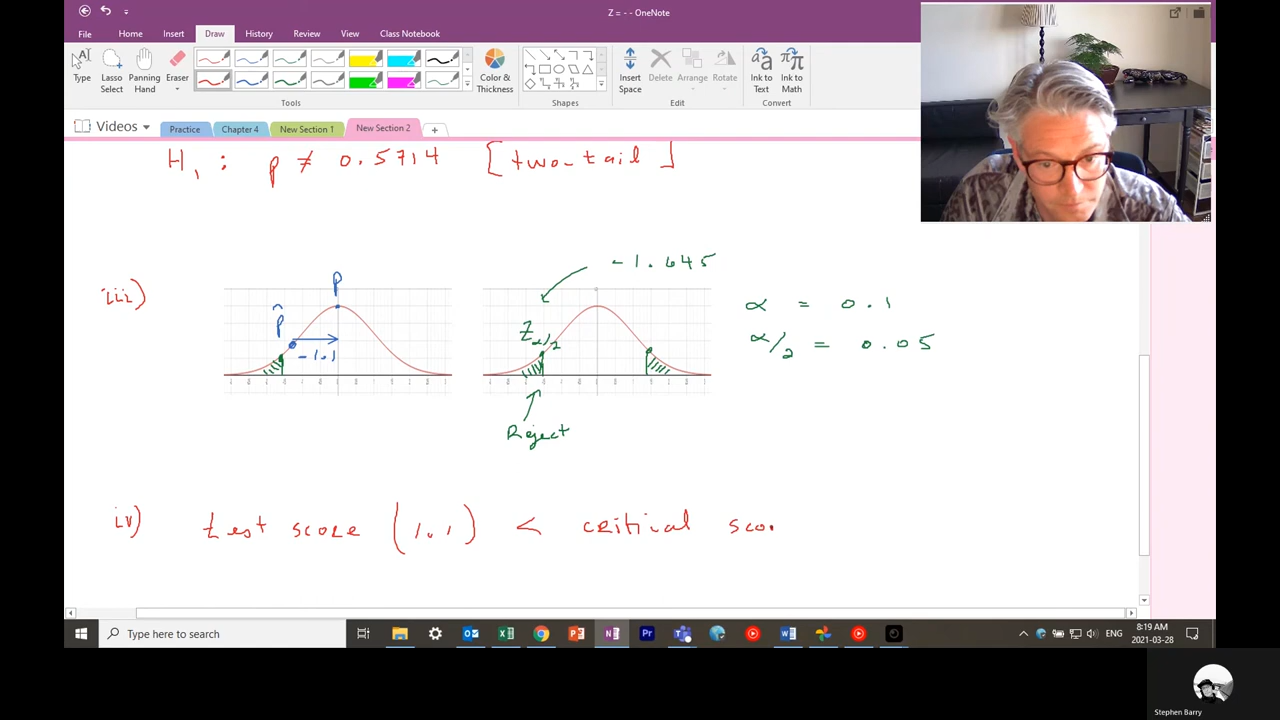 Z = - - OneNote
File Home Insert Draw History Review View Class Notebook
Type Lasso Select Panning Hand Eraser Color & Thickness Insert Space Delete Arrange Rotate Ink to Text Ink to Math
Tools Shapes Edit Convert
Videos Practice Chapter 4 New Section 1 New Section 2 +
H₁ : p ≠ 0.5714 [two-tail]
iii)
p
p̂
-1.1
-1.645
Zα/2
Reject
α = 0.1
α/2 = 0.05
iv) test score (1.1) < critical sco
Type here to search
ENG
8:19 AM
2021-03-28
Stephen Barry